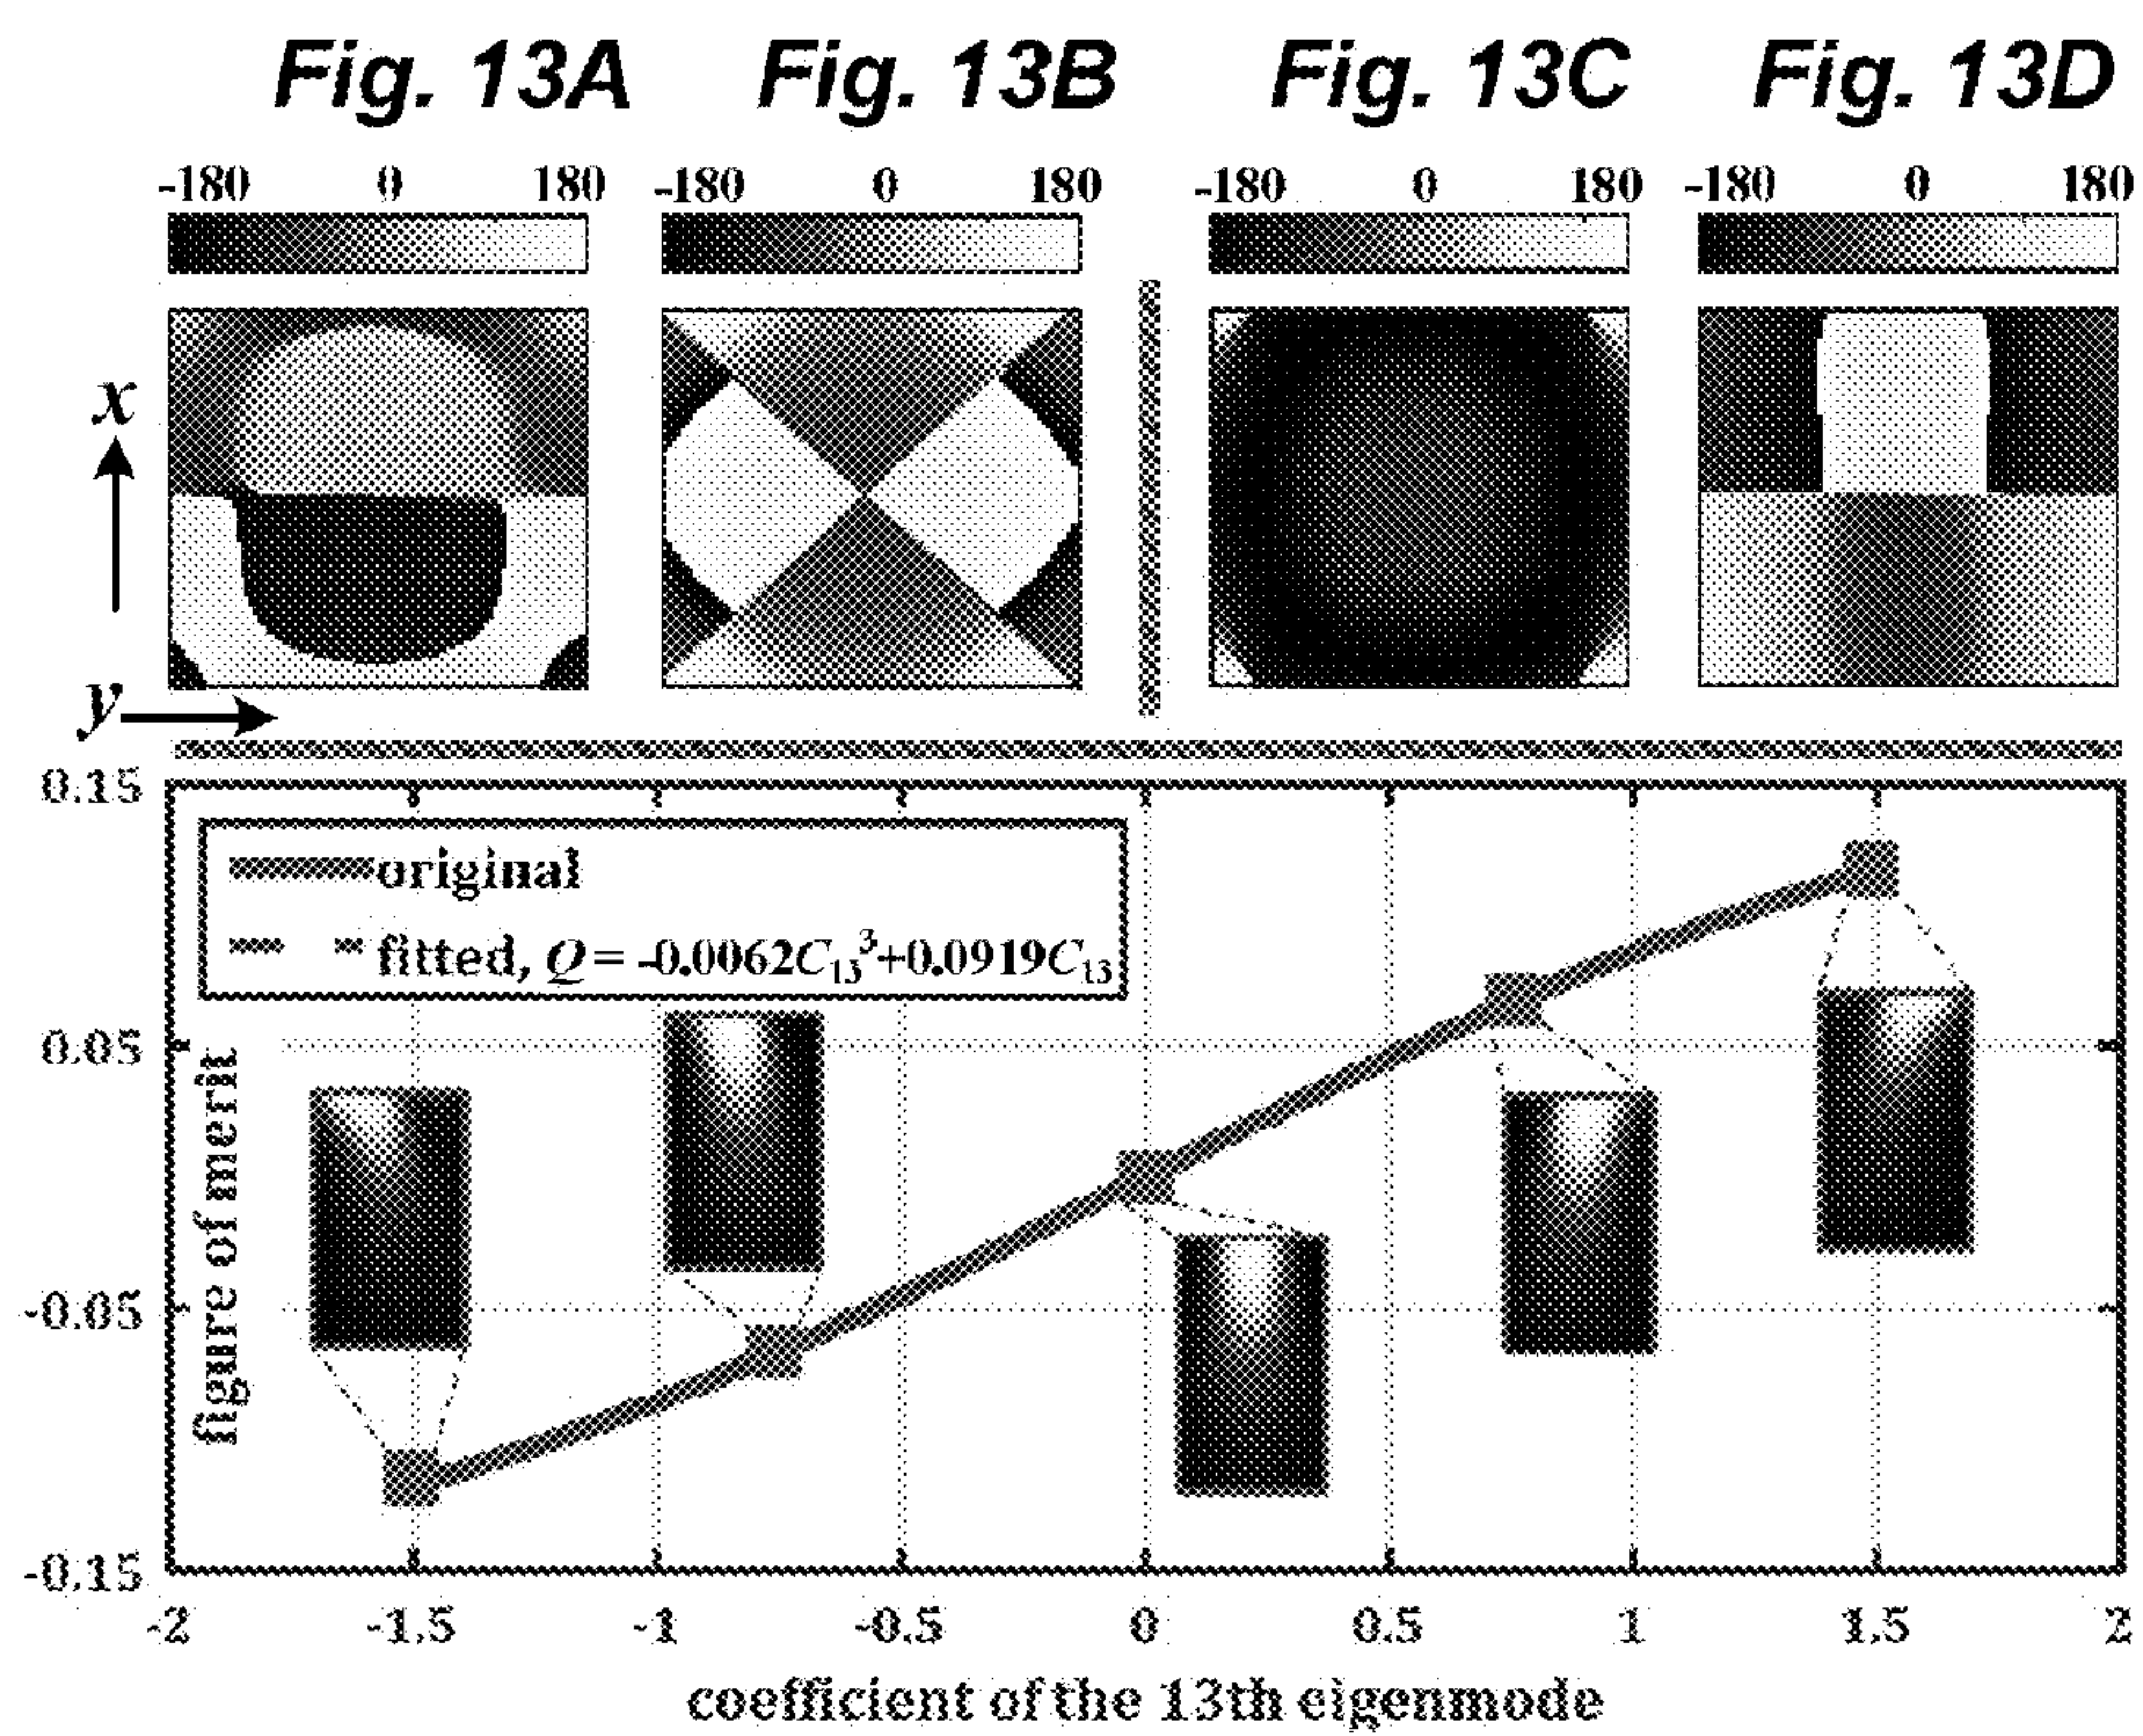 Fig. 13A Fig. 13B Fig. 13C Fig. 13D
-180 0 180 -180 0 180 -180 0 180 -180 0 180
x
y
0.15
original
fitted, Q = -0.0062C₁₃³+0.0919C₁₃
0.05
figure of merit
-0.05
-0.15
-2 -1.5 -1 -0.5 0 0.5 1 1.5 2
coefficient of the 13th eigenmode